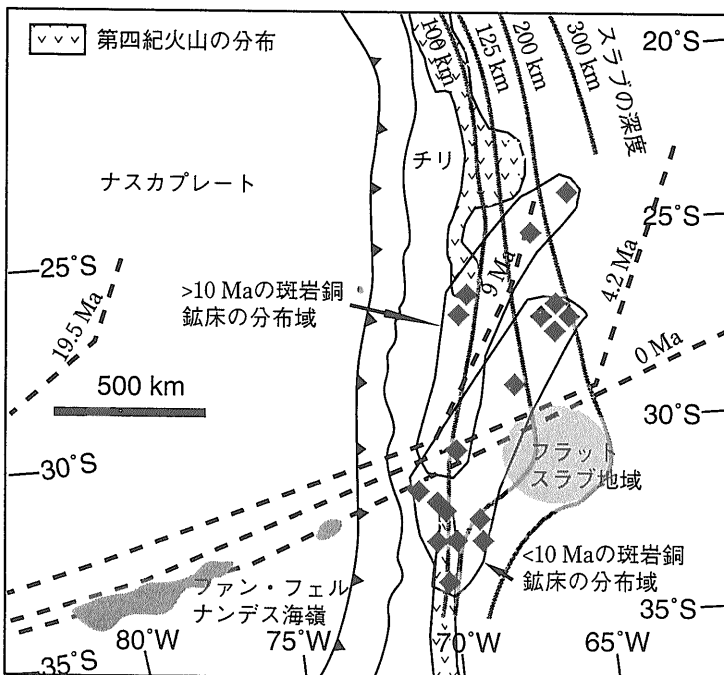 第四紀火山の分布
100 km
125 km
200 km
300 km
スラブの深度
20°S
ナスカプレート
チリ
25°S
25°S
19.5 Ma
>10 Maの斑岩銅
鉱床の分布域
9 Ma
4.2 Ma
0 Ma
500 km
30°S
30°S
フラット
スラブ地域
<10 Maの斑岩銅
鉱床の分布域
ファン・フェル
ナンデス海嶺
35°S
35°S
80°W
75°W
70°W
65°W